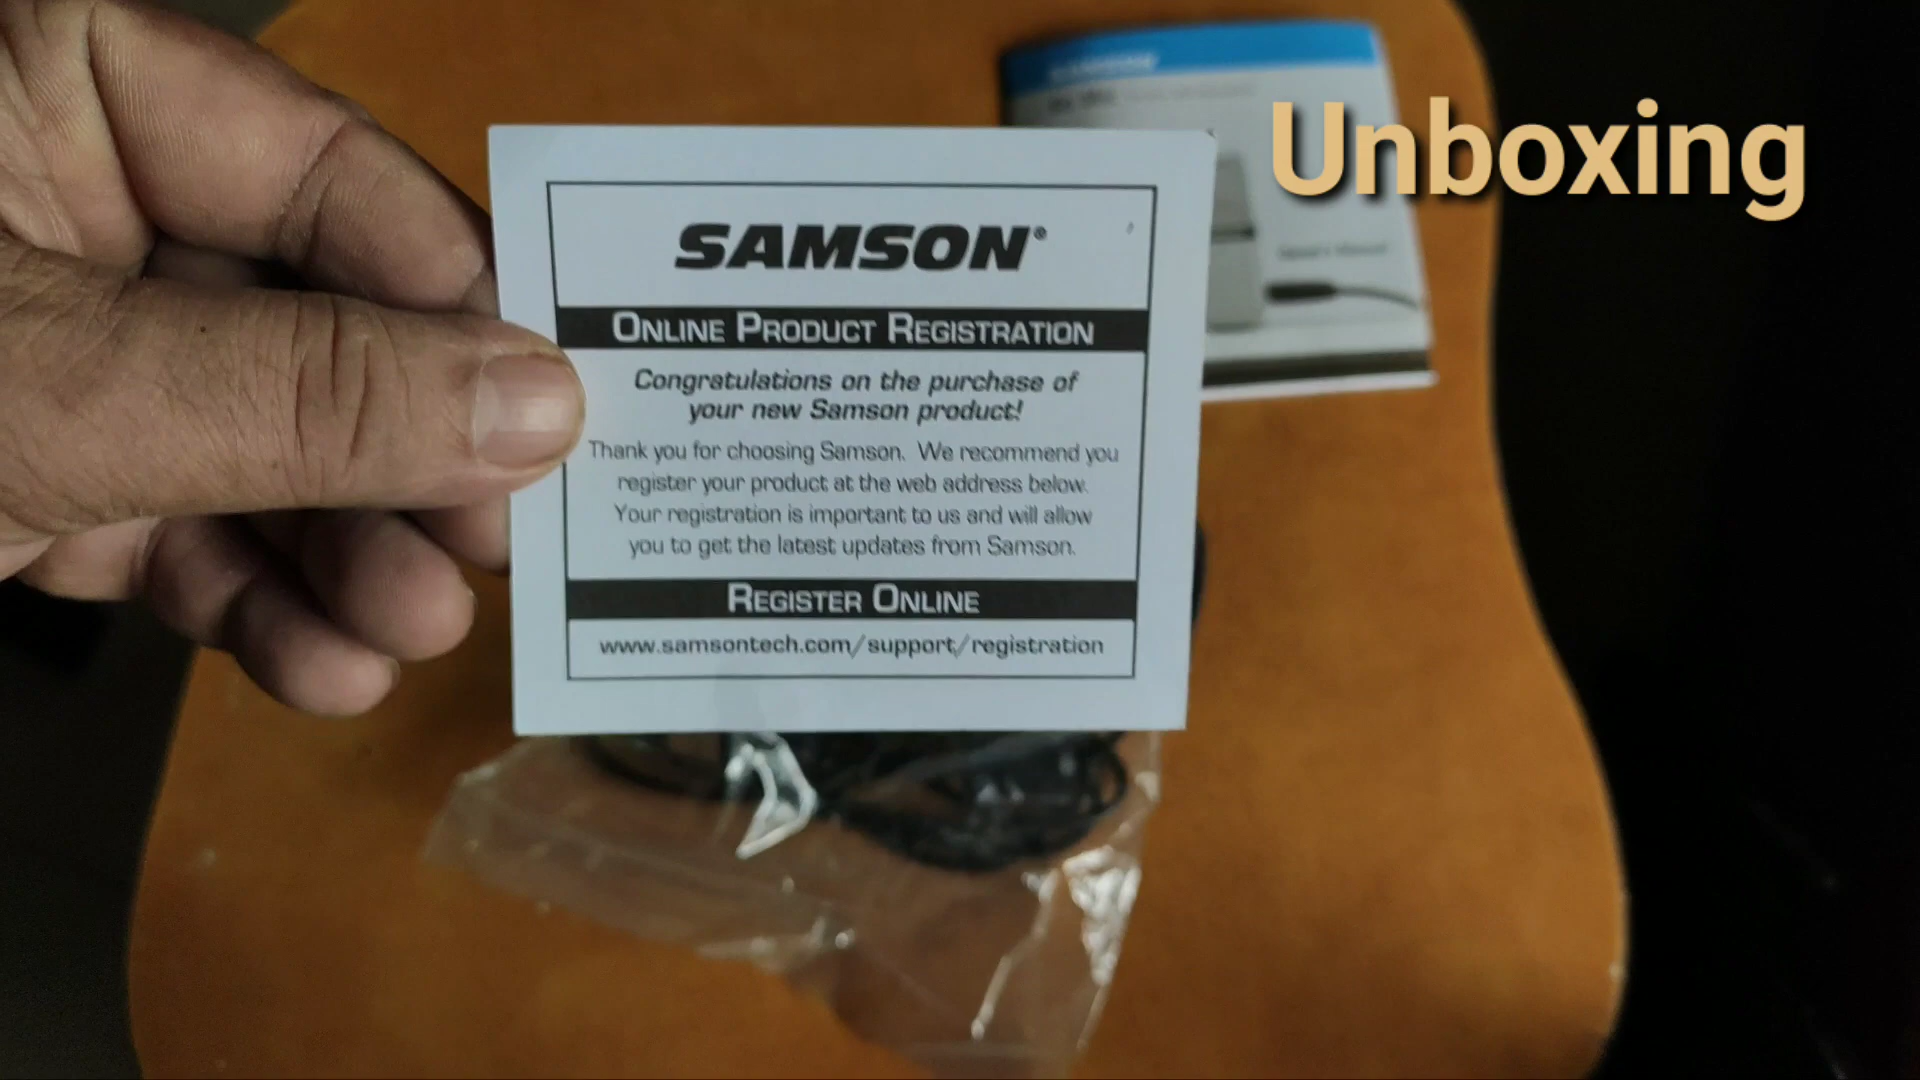 Unboxing
SAMSON®
ONLINE PRODUCT REGISTRATION
Congratulations on the purchase of
your new Samson product!
Thank you for choosing Samson. We recommend you
register your product at the web address below.
Your registration is important to us and will allow
you to get the latest updates from Samson.
REGISTER ONLINE
www.samsontech.com/support/registration